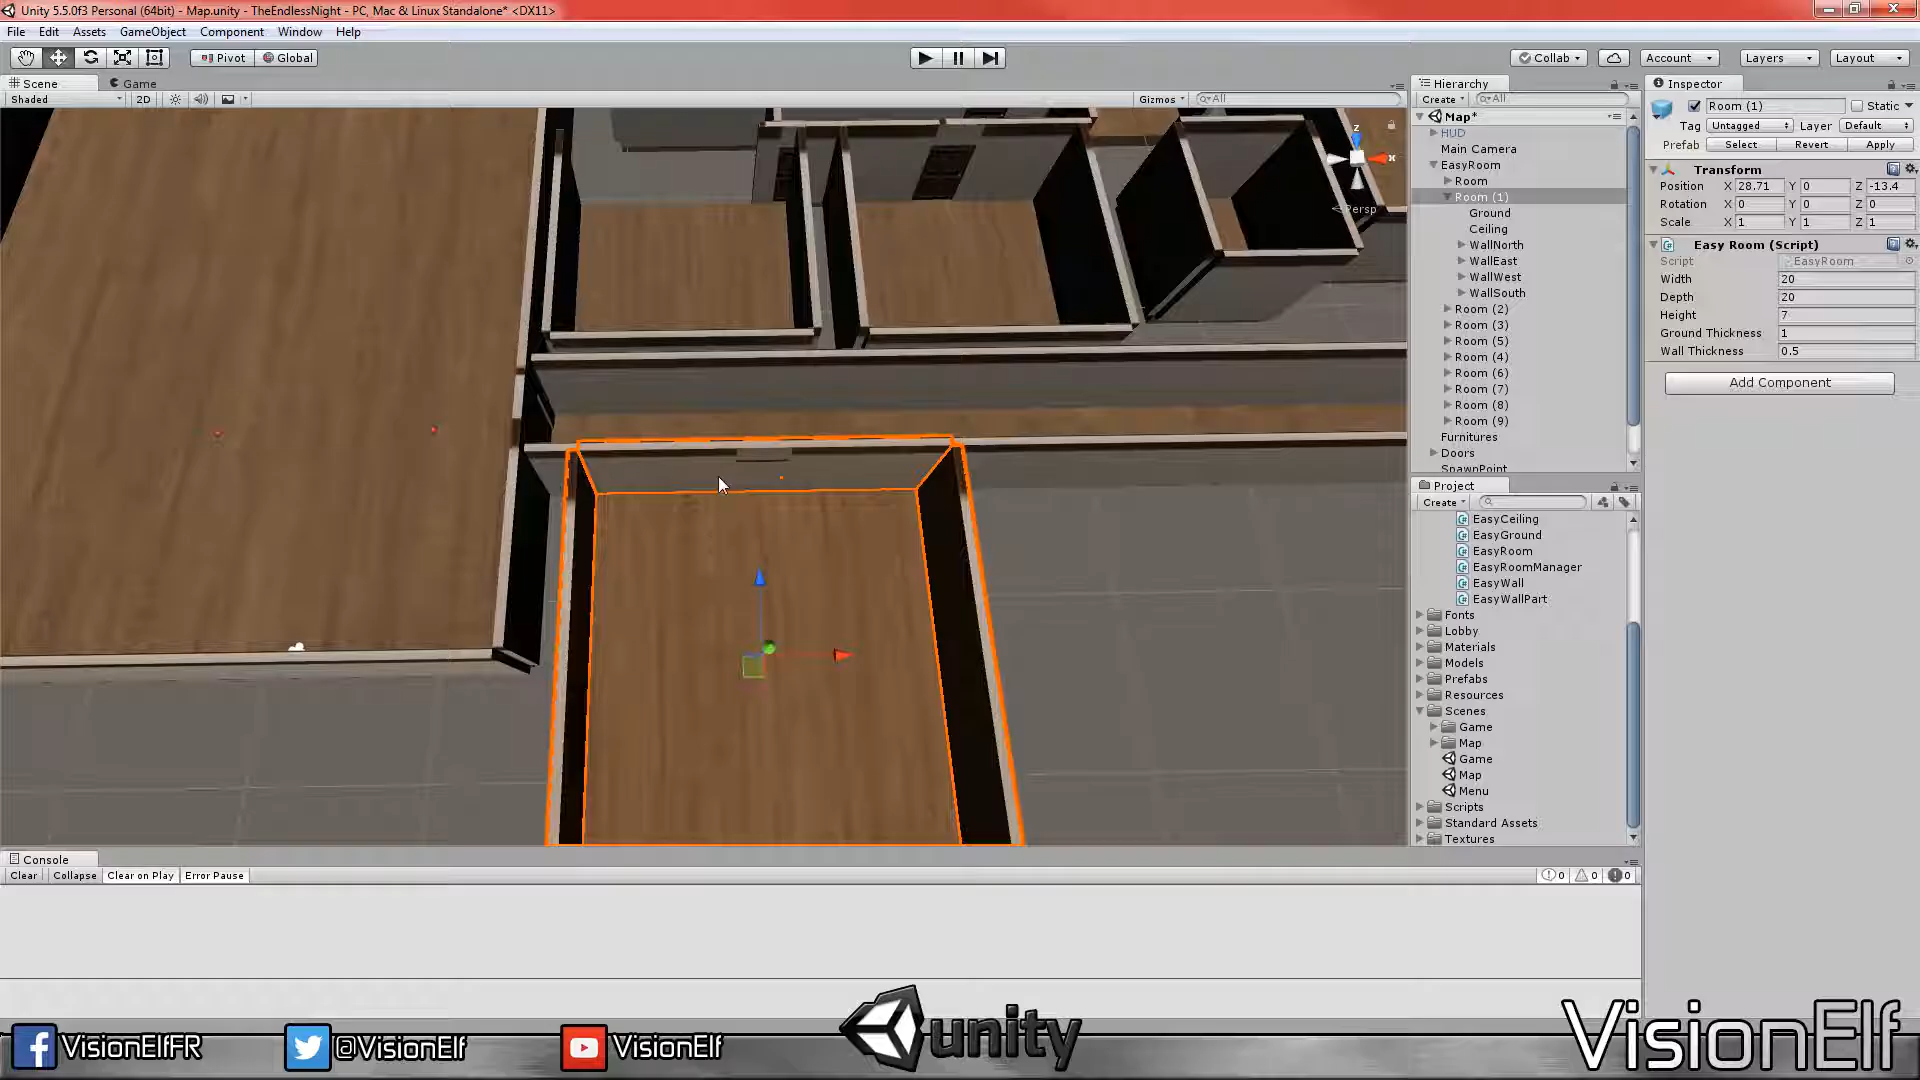 Unity 5.5.0f3 Personal (64bit) - Map.unity - TheEndlessNight - PC, Mac & Linux Standalone* <DX11>
File Edit Assets GameObject Component Window Help
Pivot Global Collab Account Layers Layout
Scene Game
Shaded 2D Gizmos All
z
x
Persp
Hierarchy
Create All
Map*
HUD
Main Camera
EasyRoom
Room
Room (1)
Ground
Ceiling
WallNorth
WallEast
WallWest
WallSouth
Room (2)
Room (3)
Room (5)
Room (4)
Room (6)
Room (7)
Room (8)
Room (9)
Furnitures
Doors
SpawnPoint
Project
Create
EasyCeiling
EasyGround
EasyRoom
EasyRoomManager
EasyWall
EasyWallPart
Fonts
Lobby
Materials
Models
Prefabs
Resources
Scenes
Game
Map
Game
Map
Menu
Scripts
Standard Assets
Textures
Inspector
Room (1) Static
Tag Untagged Layer Default
Prefab Select Revert Apply
Transform
Position X 28.71 Y 0 Z -13.4
Rotation X 0 Y 0 Z 0
Scale X 1 Y 1 Z 1
Easy Room (Script)
Script EasyRoom
Width 20
Depth 20
Height 7
Ground Thickness 1
Wall Thickness 0.5
Add Component
Console
Clear Collapse Clear on Play Error Pause 0 0 0
VisionElfFR @VisionElf VisionElf unity VisionElf